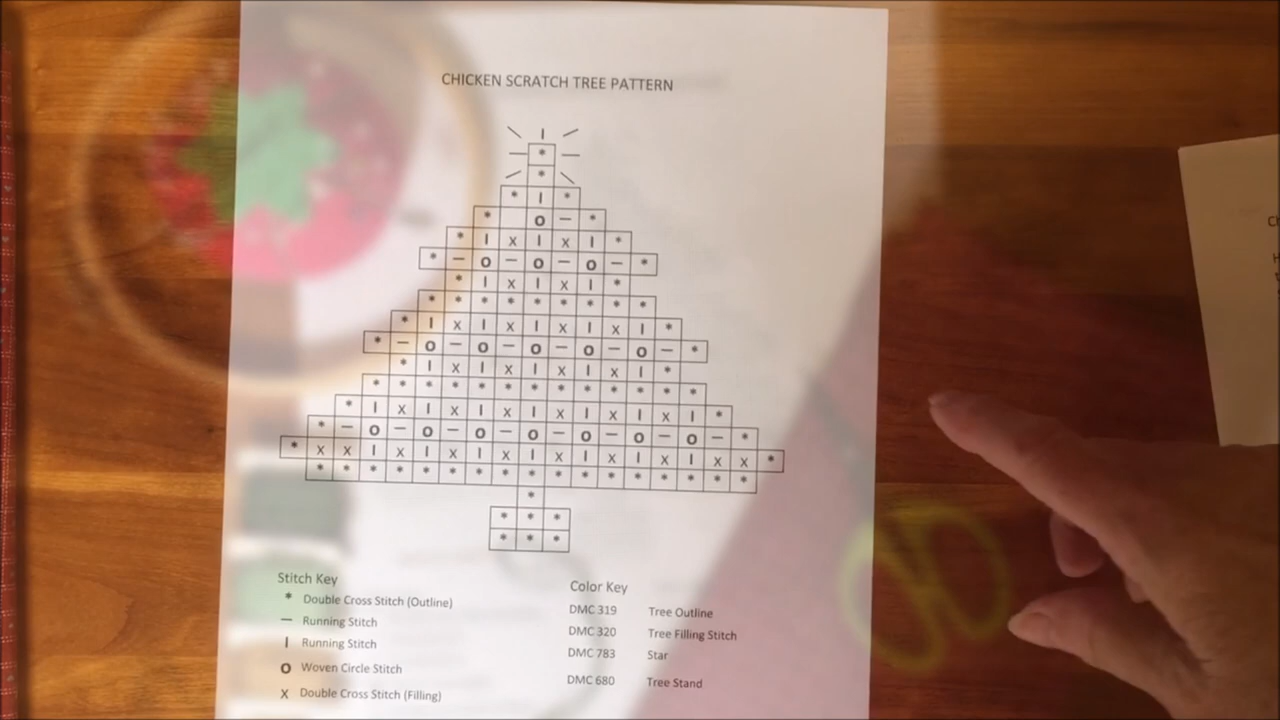 CHICKEN SCRATCH TREE PATTERN
*
*
* I *
* o — *
* I x I x I *
* — o — o — o — *
* I x I x I *
* * * * * * * * *
* I x I x I x I x I *
* — o — o — o — o — o — *
* I x I x I x I x I *
* * * * * * * * * * * * *
* I x I x I x I x I x I x I *
* — o — o — o — o — o — o — o — *
* x x I x I x I x I x I x I x I x x *
* * * * * * * * * * * * * * * * *
*
* * *
* * *
Stitch Key
* Double Cross Stitch (Outline)
— Running Stitch
I Running Stitch
O Woven Circle Stitch
X Double Cross Stitch (Filling)
Color Key
DMC 319 Tree Outline
DMC 320 Tree Filling Stitch
DMC 783 Star
DMC 680 Tree Stand